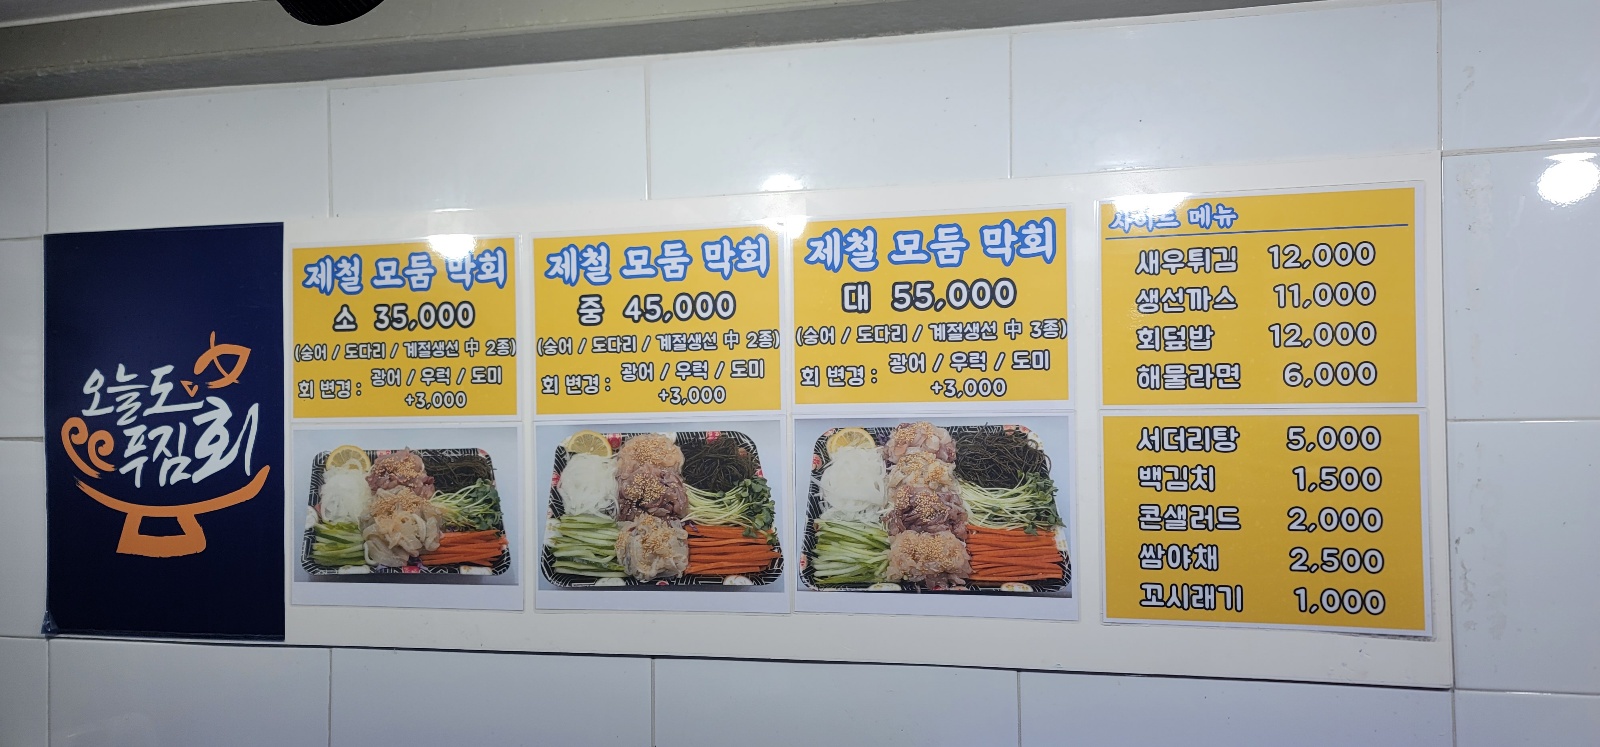 오늘도
푸짐회
제철 모둠 막회
소 35,000
(숭어 / 도다리 / 계절생선 中 2종)
회 변경 : 광어 / 우럭 / 도미
+3,000
제철 모둠 막회
중 45,000
(숭어 / 도다리 / 계절생선 中 2종)
회 변경 : 광어 / 우럭 / 도미
+3,000
제철 모둠 막회
대 55,000
(숭어 / 도다리 / 계절생선 中 3종)
회 변경 : 광어 / 우럭 / 도미
+3,000
사이드 메뉴
새우튀김 12,000
생선까스 11,000
회덮밥 12,000
해물라면 6,000
서더리탕 5,000
백김치 1,500
콘샐러드 2,000
쌈야채 2,500
꼬시래기 1,000